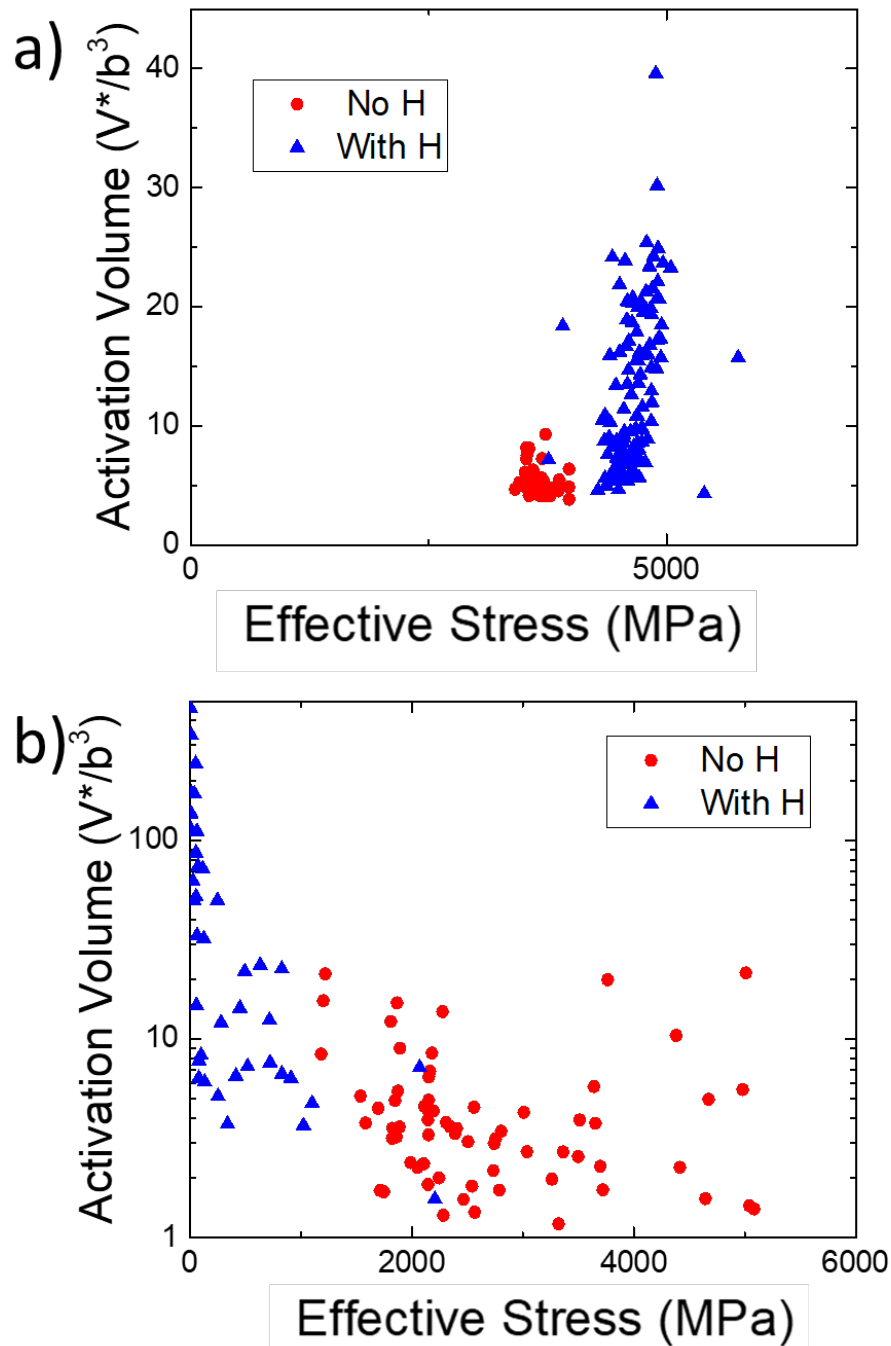 a)
Activation Volume (V*/b³)
40
30
20
10
0
No H
With H
0
5000
Effective Stress (MPa)
b)
Activation Volume (V*/b³)
100
10
1
No H
With H
0
2000
4000
6000
Effective Stress (MPa)